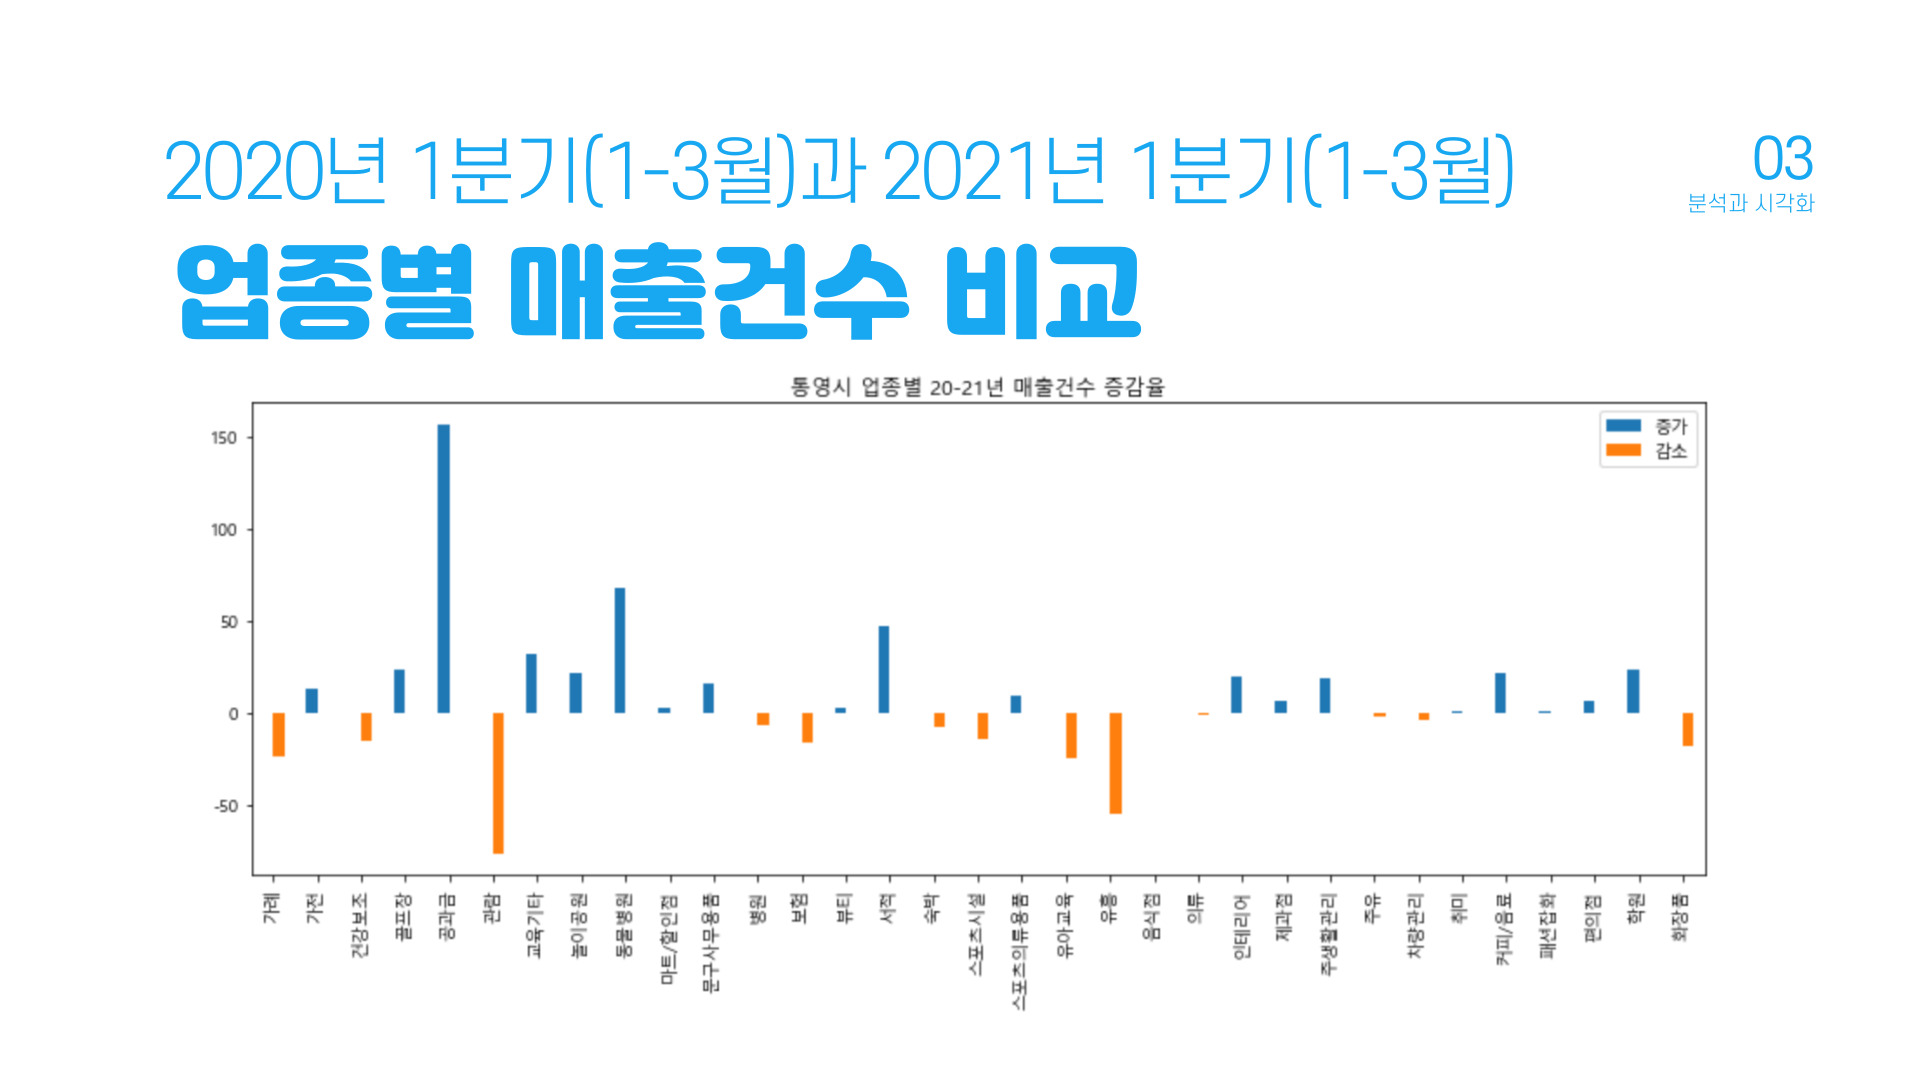 2020년 1분기(1-3월)과 2021년 1분기(1-3월)
업종별 매출건수 비교
03
분석과 시각화
통영시 업종별 20-21년 매출건수 증감율
증가
감소
150
100
50
0
-50
가례
가전
건강보조
골프장
공과금
관람
교육기타
놀이공원
동물병원
마트/할인점
문구사무용품
병원
보험
뷰티
서적
숙박
스포츠시설
스포츠의류용품
유아교육
유흥
음식점
의류
인테리어
제과점
주생활관리
주유
차량관리
취미
커피/음료
패션잡화
편의점
학원
화장품